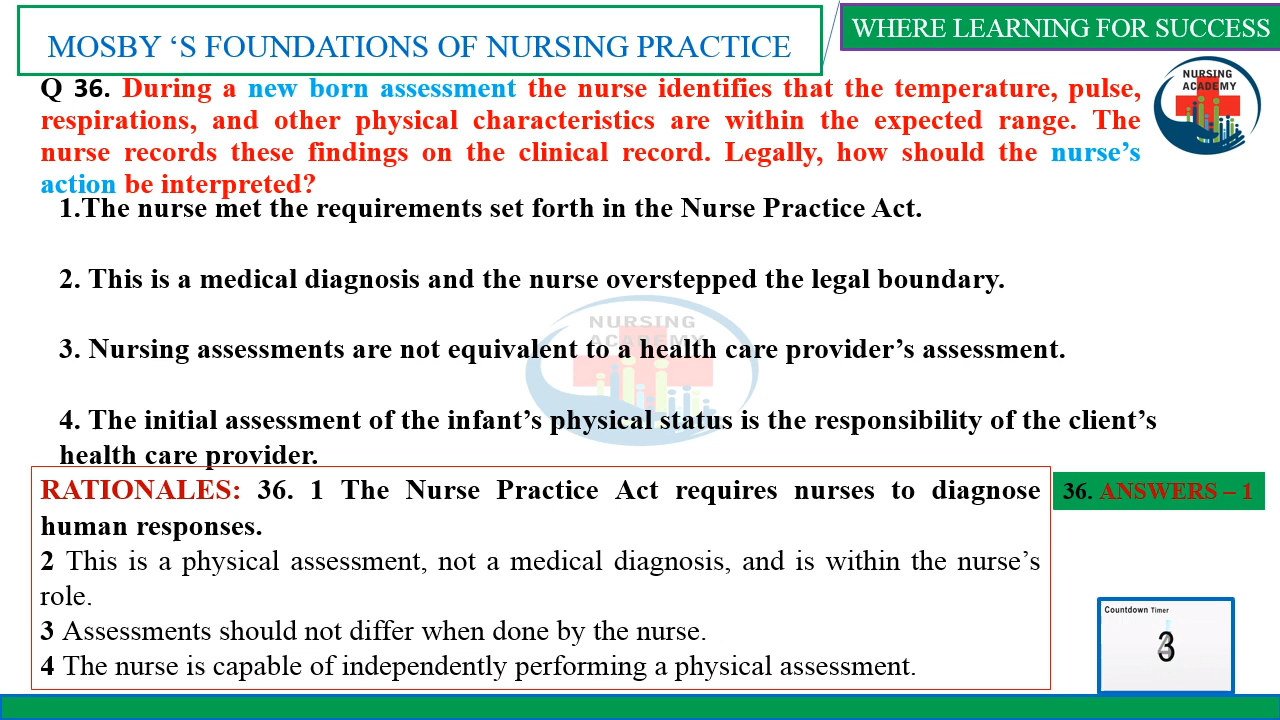 MOSBY ‘S FOUNDATIONS OF NURSING PRACTICE
WHERE LEARNING FOR SUCCESS
NURSING
ACADEMY
Q 36. During a new born assessment the nurse identifies that the temperature, pulse,
respirations, and other physical characteristics are within the expected range. The
nurse records these findings on the clinical record. Legally, how should the nurse’s
action be interpreted?
1.The nurse met the requirements set forth in the Nurse Practice Act.
2. This is a medical diagnosis and the nurse overstepped the legal boundary.
NURSING
ACADEMY
3. Nursing assessments are not equivalent to a health care provider’s assessment.
4. The initial assessment of the infant’s physical status is the responsibility of the client’s
health care provider.
RATIONALES: 36. 1 The Nurse Practice Act requires nurses to diagnose
human responses.
2 This is a physical assessment, not a medical diagnosis, and is within the nurse’s
role.
3 Assessments should not differ when done by the nurse.
4 The nurse is capable of independently performing a physical assessment.
36. ANSWERS – 1
Countdown Timer
3